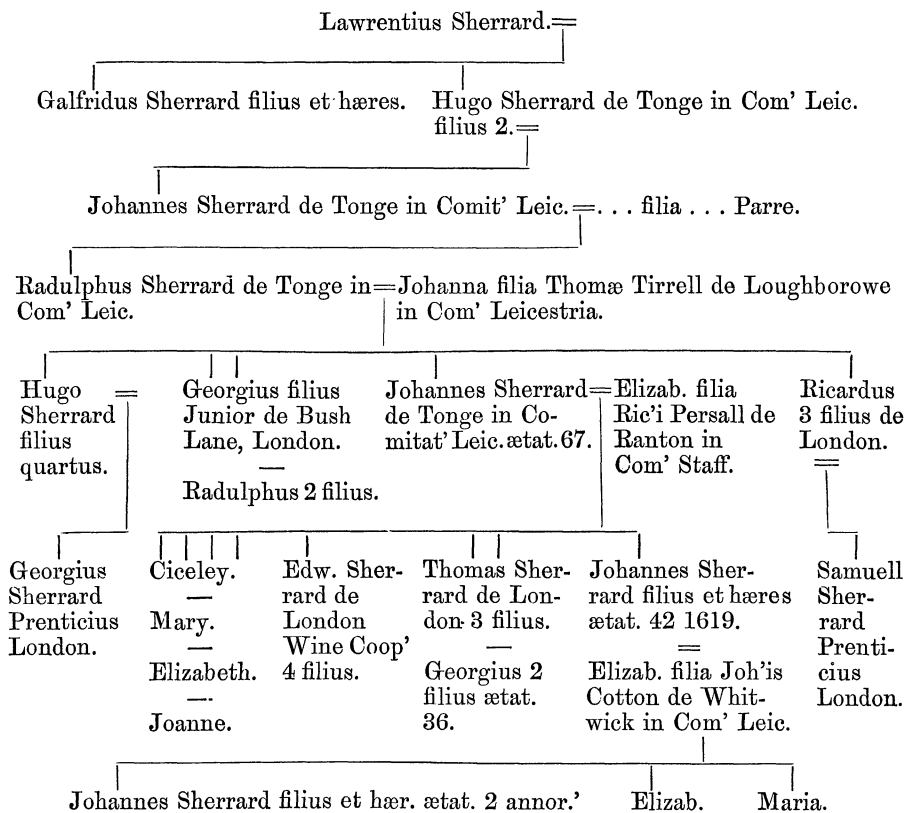 Lawrentius Sherrard.=
Galfridus Sherrard filius et hæres.
Hugo Sherrard de Tonge in Com' Leic.
filius 2.=
Johannes Sherrard de Tonge in Comit' Leic.=. . . filia . . . Parre.
Radulphus Sherrard de Tonge in=Johanna filia Thomæ Tirrell de Loughborowe
Com' Leic.
in Com' Leicestria.
Hugo =
Sherrard
filius
quartus.
Georgius filius
Junior de Bush
Lane, London.
—
Radulphus 2 filius.
Johannes Sherrard=
de Tonge in Co-
mitat' Leic. ætat. 67.
Elizab. filia
Ric'i Persall de
Ranton in
Com' Staff.
Ricardus
3 filius de
London.
=
Georgius
Sherrard
Prenticius
London.
Ciceley.
—
Mary.
—
Elizabeth.
—
Joanne.
Edw. Sher-
rard de
London
Wine Coop'
4 filius.
Thomas Sher-
rard de Lon-
don 3 filius.
—
Georgius 2
filius ætat.
36.
Johannes Sher-
rard filius et hæres
ætat. 42 1619.
=
Elizab. filia Joh'is
Cotton de Whit-
wick in Com' Leic.
Samuell
Sher-
rard
Prenti-
cius
London.
Johannes Sherrard filius et hær. ætat. 2 annor.'
Elizab.
Maria.